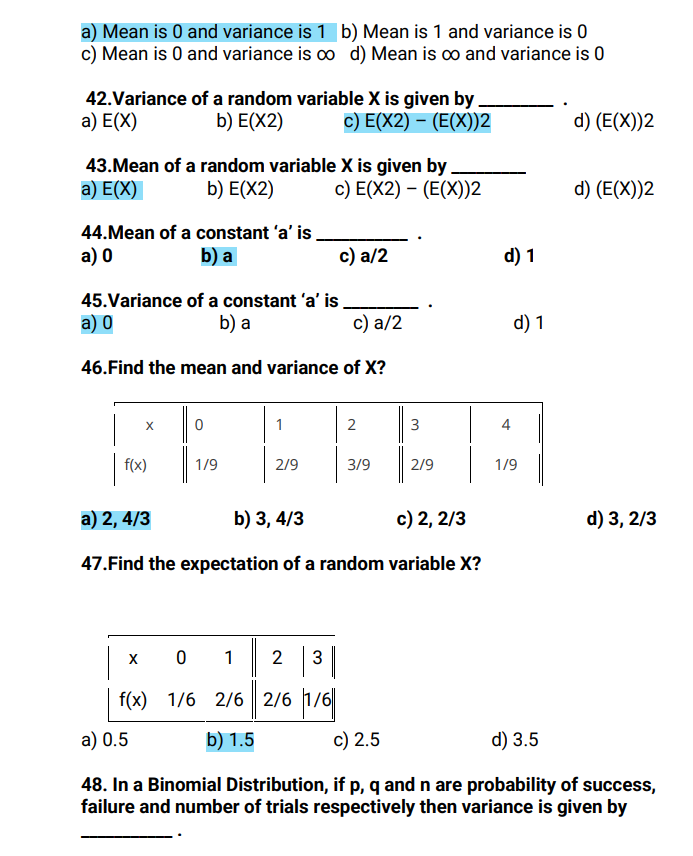 a) Mean is 0 and variance is 1 b) Mean is 1 and variance is 0
c) Mean is 0 and variance is ∞ d) Mean is ∞ and variance is 0
42.Variance of a random variable X is given by _________ .
a) E(X) b) E(X2) c) E(X2) – (E(X))2 d) (E(X))2
43.Mean of a random variable X is given by _________
a) E(X) b) E(X2) c) E(X2) – (E(X))2 d) (E(X))2
44.Mean of a constant ‘a’ is ___________ .
a) 0 b) a c) a/2 d) 1
45.Variance of a constant ‘a’ is _________ .
a) 0 b) a c) a/2 d) 1
46.Find the mean and variance of X?
x 0 1 2 3 4
f(x) 1/9 2/9 3/9 2/9 1/9
a) 2, 4/3 b) 3, 4/3 c) 2, 2/3 d) 3, 2/3
47.Find the expectation of a random variable X?
x 0 1 2 3
f(x) 1/6 2/6 2/6 1/6
a) 0.5 b) 1.5 c) 2.5 d) 3.5
48. In a Binomial Distribution, if p, q and n are probability of success,
failure and number of trials respectively then variance is given by
___________ .